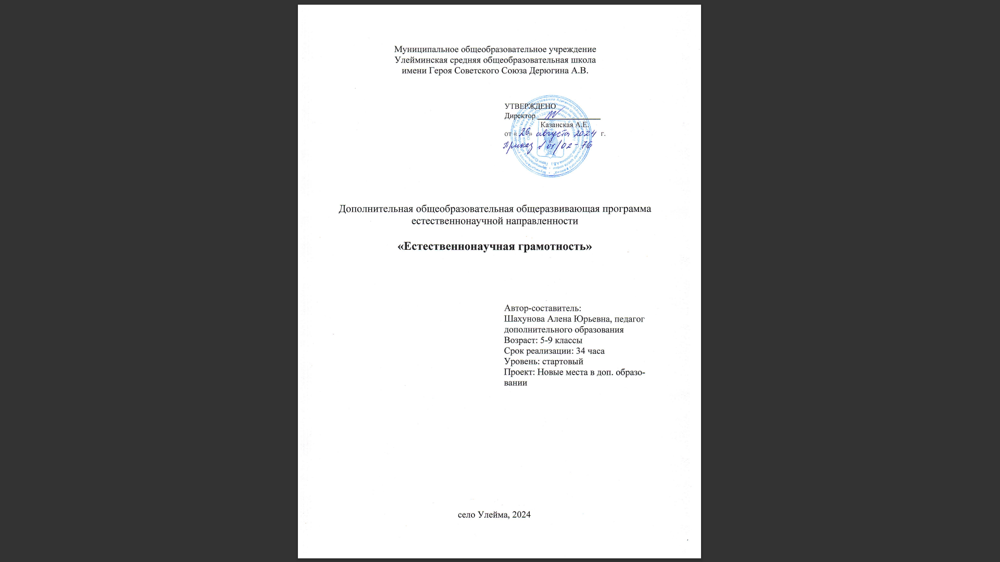 Муниципальное общеобразовательное учреждение
Улейминская средняя общеобразовательная школа
имени Героя Советского Союза Дерюгина А.В.
УТВЕРЖДЕНО
Директор
Казанская А.Е.
от «26» августа 2024 г.
Приказ № 01/02-76
Дополнительная общеобразовательная общеразвивающая программа
естественнонаучной направленности
«Естественнонаучная грамотность»
Автор-составитель:
Шахунова Алена Юрьевна, педагог
дополнительного образования
Возраст: 5-9 классы
Срок реализации: 34 часа
Уровень: стартовый
Проект: Новые места в доп. образо-
вании
село Улейма, 2024